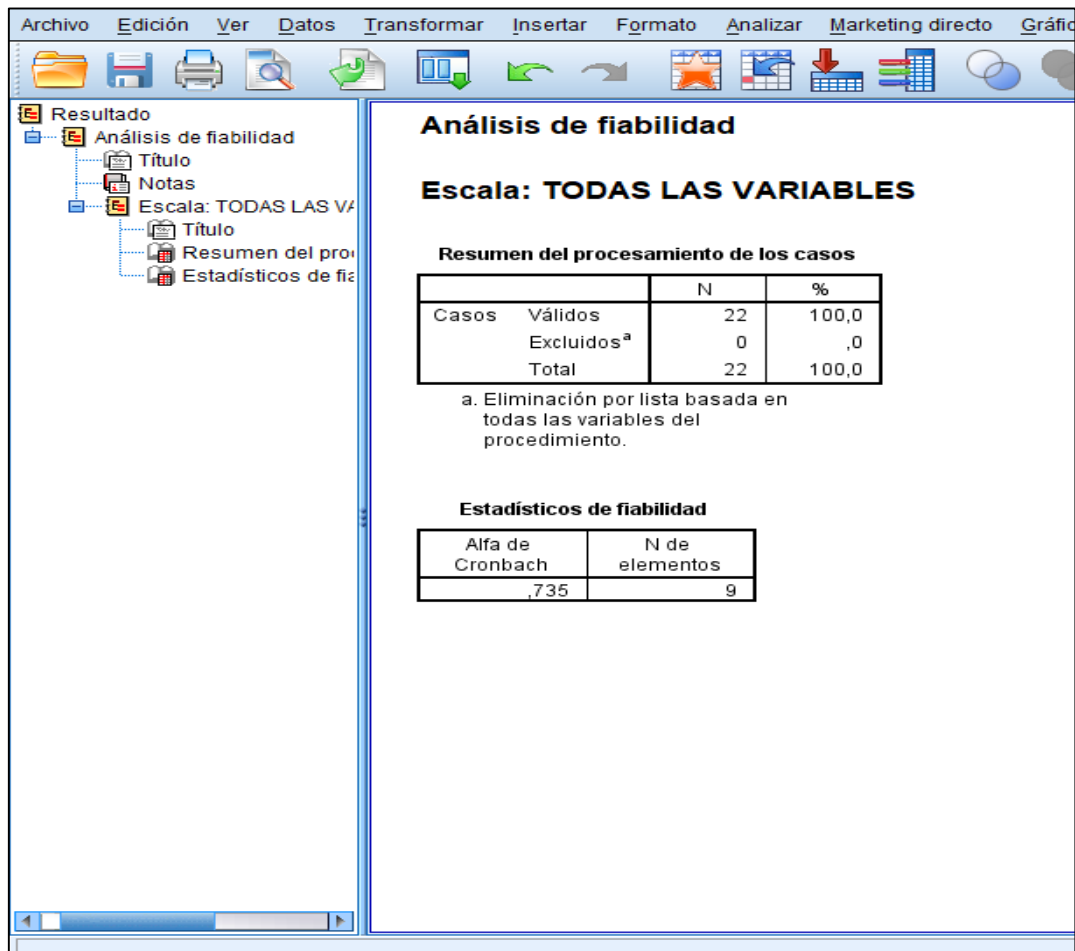 Archivo Edición Ver Datos Transformar Insertar Formato Analizar Marketing directo Gráfic
Resultado
Análisis de fiabilidad
Título
Notas
Escala: TODAS LAS VA
Título
Resumen del pro
Estadísticos de fia
Análisis de fiabilidad
Escala: TODAS LAS VARIABLES
Resumen del procesamiento de los casos
N %
Casos Válidos 22 100,0
Excluidosª 0 ,0
Total 22 100,0
a. Eliminación por lista basada en
todas las variables del
procedimiento.
Estadísticos de fiabilidad
Alfa de N de
Cronbach elementos
,735 9